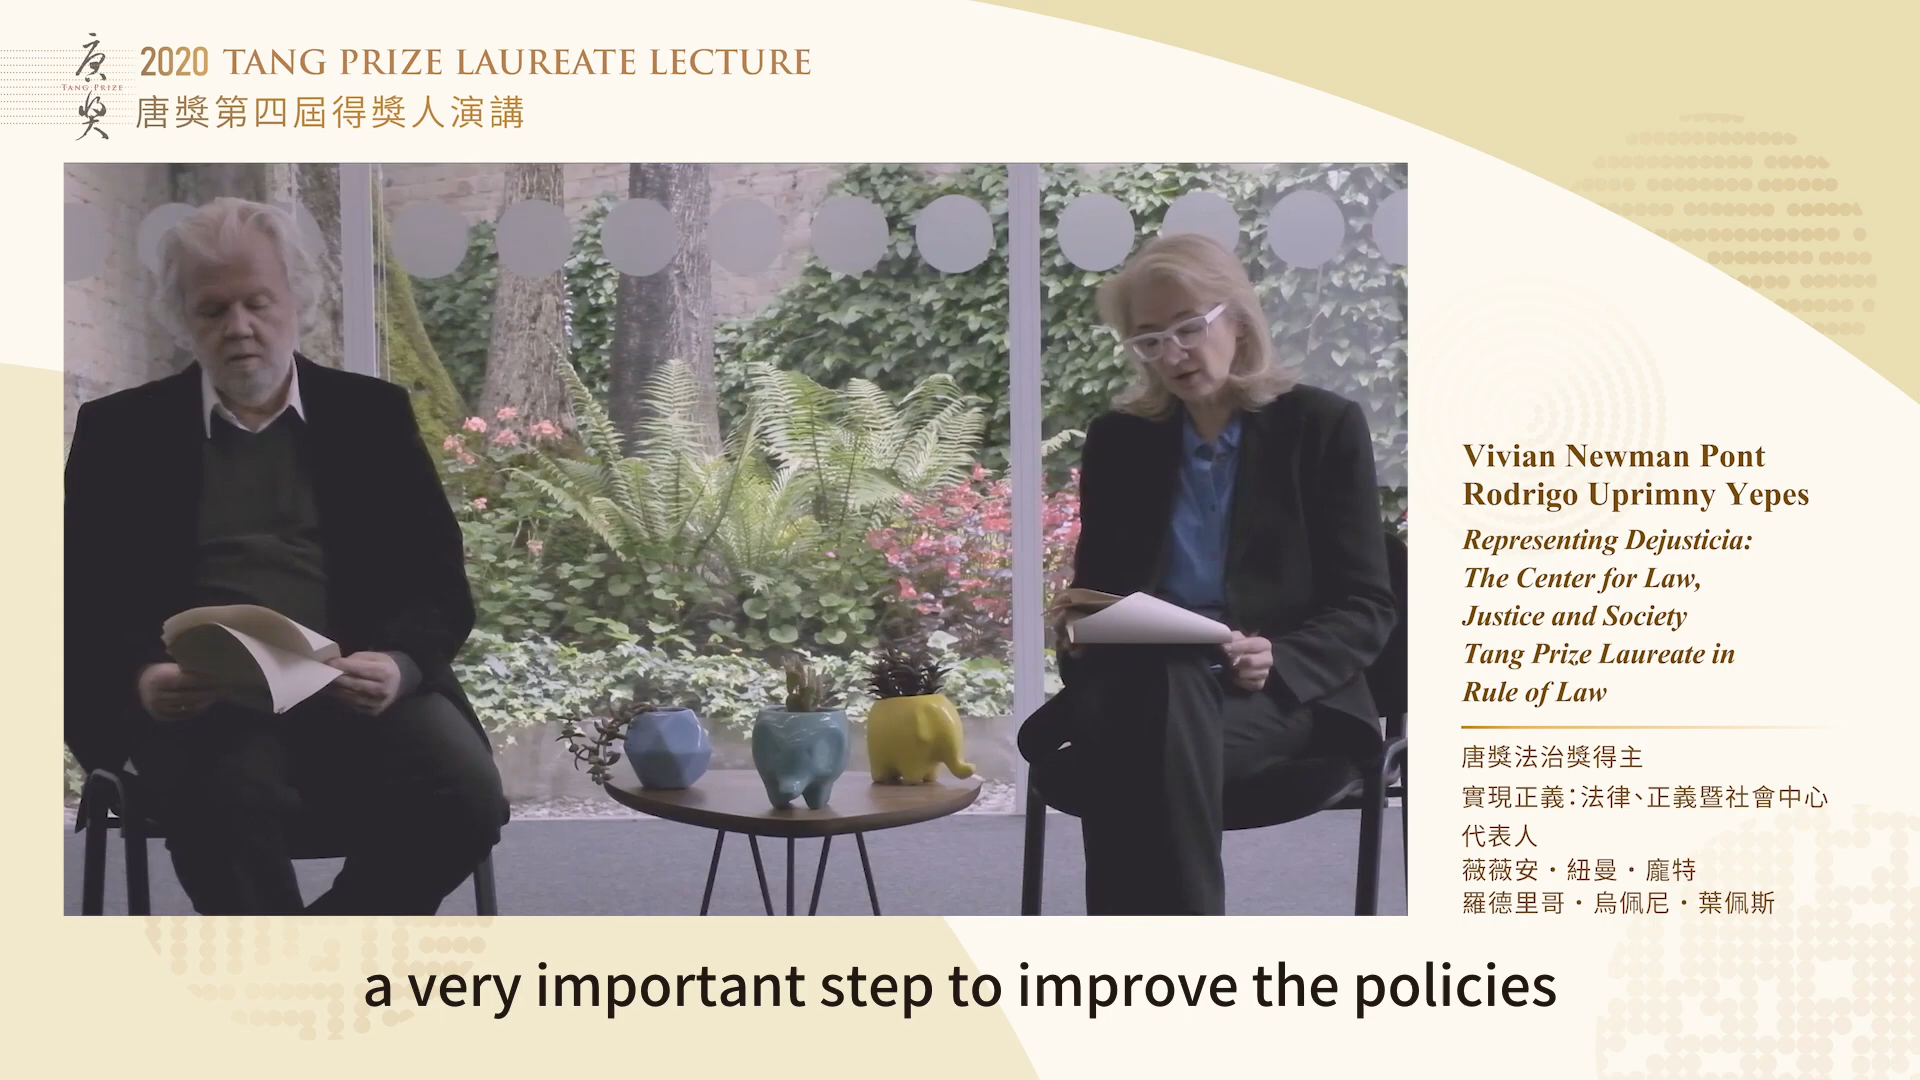 唐
TANG PRIZE
獎
2020 TANG PRIZE LAUREATE LECTURE
唐獎第四屆得獎人演講
Vivian Newman Pont
Rodrigo Uprimny Yepes
Representing Dejusticia:
The Center for Law,
Justice and Society
Tang Prize Laureate in
Rule of Law
唐獎法治獎得主
實現正義：法律、正義暨社會中心
代表人
薇薇安・紐曼・龐特
羅德里哥・烏佩尼・葉佩斯
a very important step to improve the policies